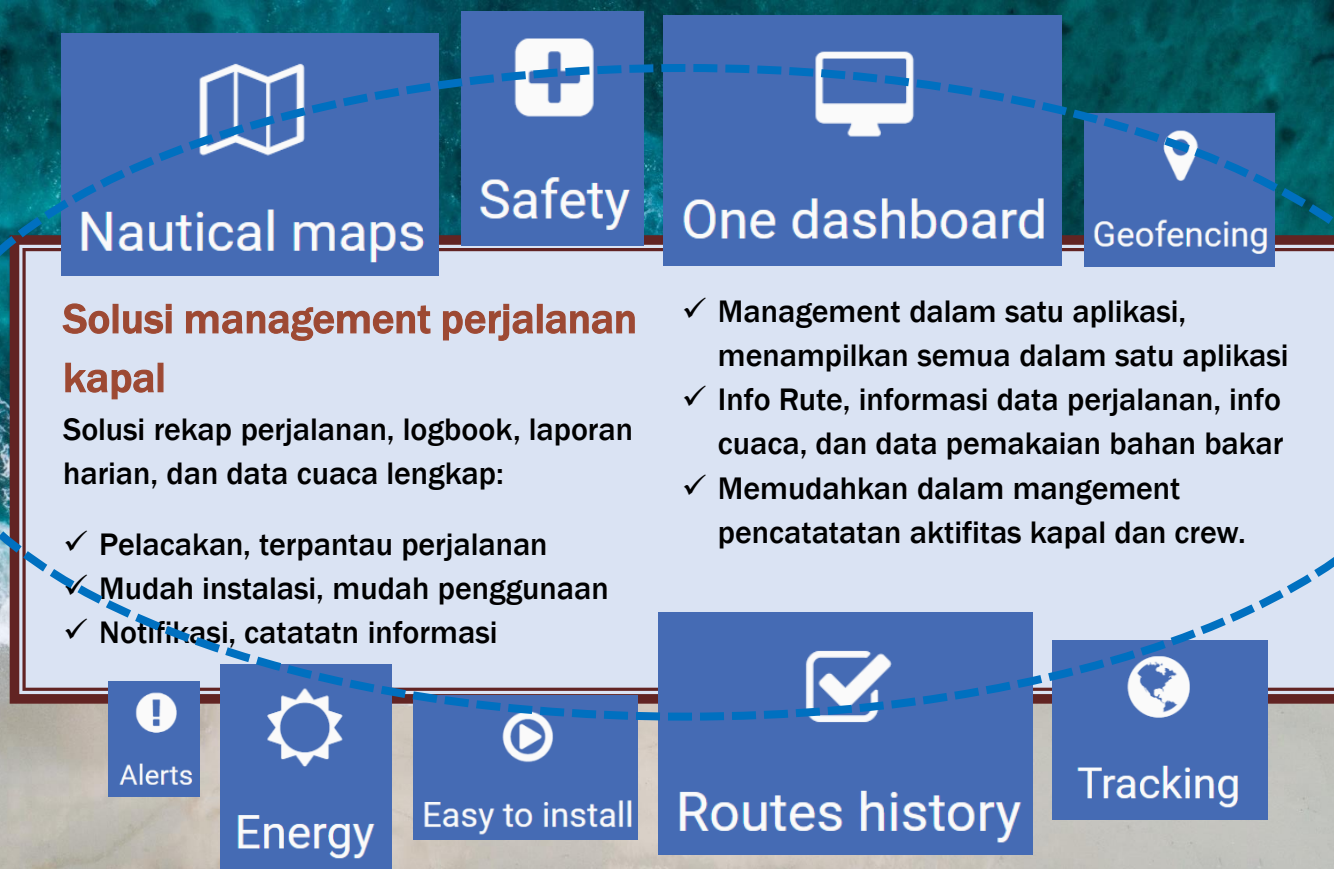 Nautical maps
Safety
One dashboard
Geofencing
Solusi management perjalanan
kapal
Solusi rekap perjalanan, logbook, laporan
harian, dan data cuaca lengkap:
✓ Pelacakan, terpantau perjalanan
✓ Mudah instalasi, mudah penggunaan
✓ Notifikasi, catatatn informasi
✓ Management dalam satu aplikasi,
menampilkan semua dalam satu aplikasi
✓ Info Rute, informasi data perjalanan, info
cuaca, dan data pemakaian bahan bakar
✓ Memudahkan dalam mangement
pencatatatan aktifitas kapal dan crew.
Alerts
Energy
Easy to install
Routes history
Tracking